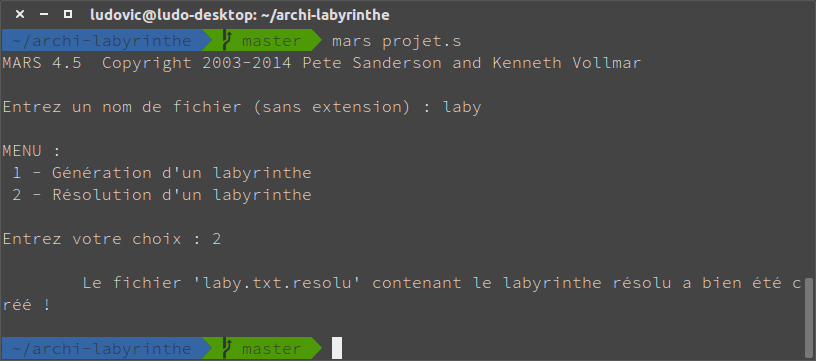 ludovic@ludo-desktop: ~/archi-labyrinthe
~/archi-labyrinthe master mars projet.s
MARS 4.5  Copyright 2003-2014 Pete Sanderson and Kenneth Vollmar
Entrez un nom de fichier (sans extension) : laby
MENU :
1 - Génération d'un labyrinthe
2 - Résolution d'un labyrinthe
Entrez votre choix : 2
Le fichier 'laby.txt.resolu' contenant le labyrinthe résolu a bien été c
réé !
~/archi-labyrinthe master